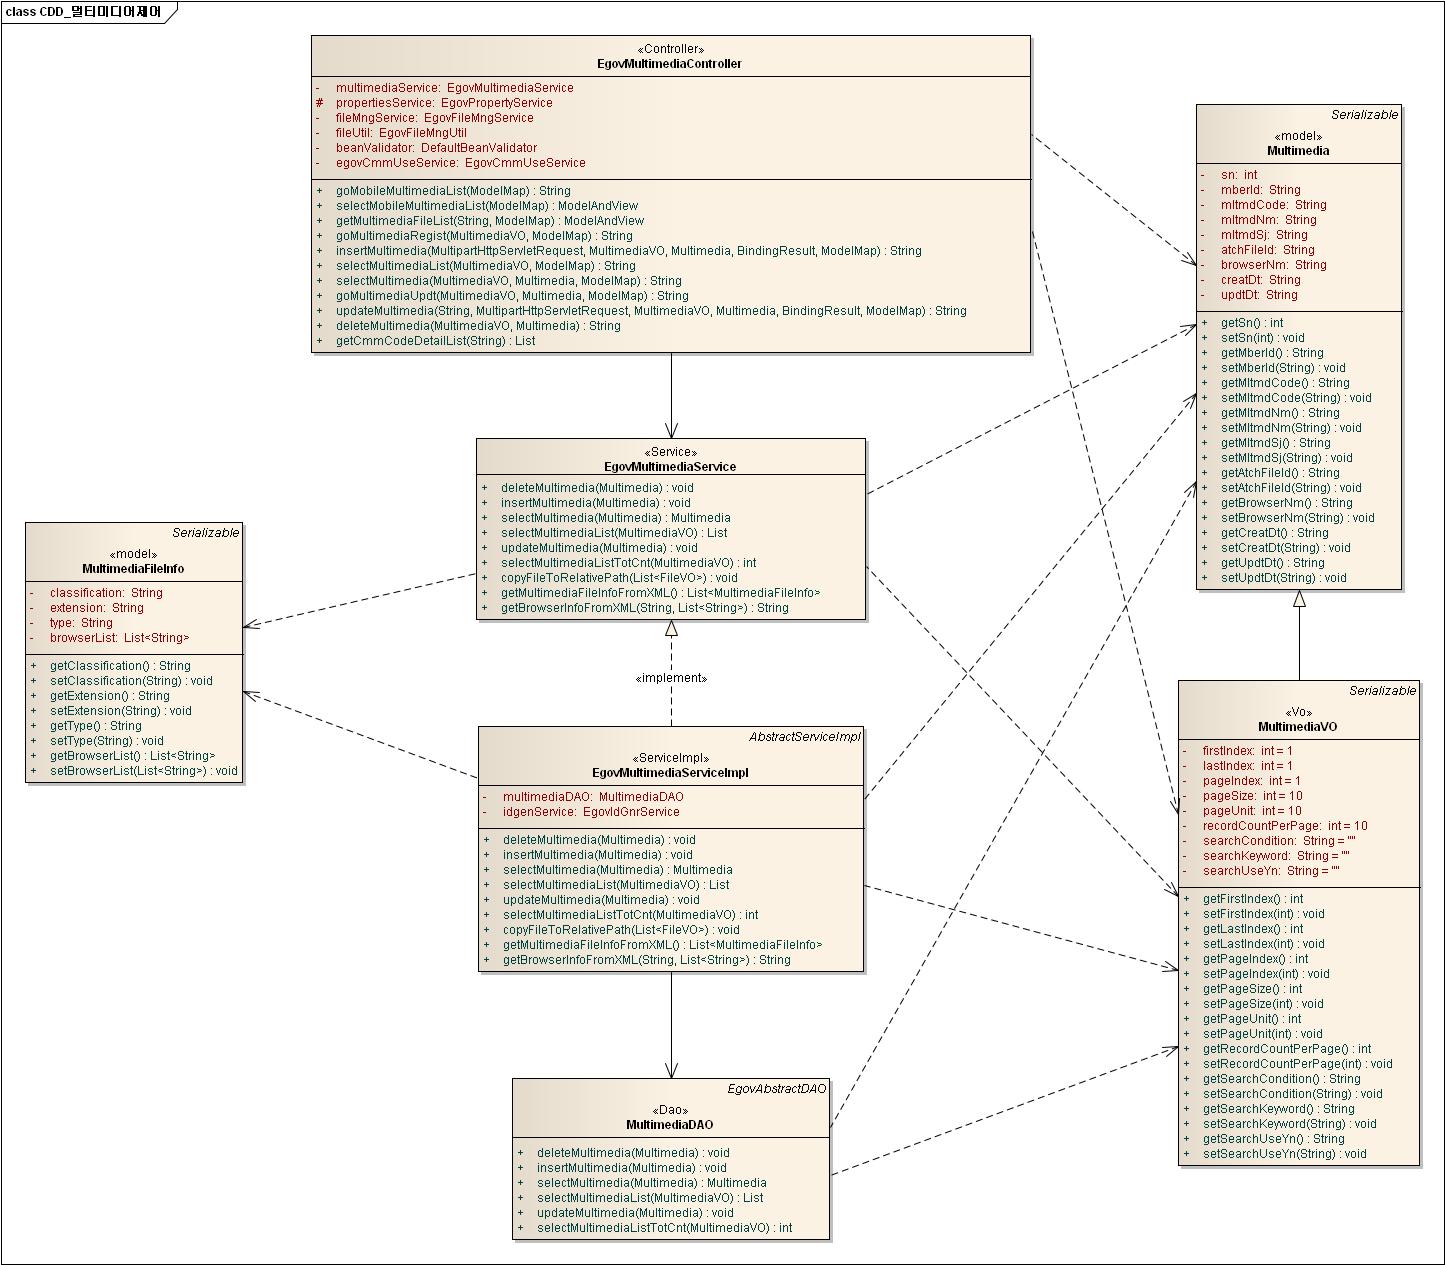 class CDD_멀티미디어제어
«Controller»
EgovMultimediaController
- multimediaService: EgovMultimediaService
# propertiesService: EgovPropertyService
- fileMngService: EgovFileMngService
- fileUtil: EgovFileMngUtil
- beanValidator: DefaultBeanValidator
- egovCmmUseService: EgovCmmUseService
+ goMobileMultimediaList(ModelMap) : String
+ selectMobileMultimediaList(ModelMap) : ModelAndView
+ getMultimediaFileList(String, ModelMap) : ModelAndView
+ goMultimediaRegist(MultimediaVO, ModelMap) : String
+ insertMultimedia(MultipartHttpServletRequest, MultimediaVO, Multimedia, BindingResult, ModelMap) : String
+ selectMultimediaList(MultimediaVO, ModelMap) : String
+ selectMultimedia(MultimediaVO, Multimedia, ModelMap) : String
+ goMultimediaUpdt(MultimediaVO, Multimedia, ModelMap) : String
+ updateMultimedia(String, MultipartHttpServletRequest, MultimediaVO, Multimedia, BindingResult, ModelMap) : String
+ deleteMultimedia(MultimediaVO, Multimedia) : String
+ getCmmCodeDetailList(String) : List
Serializable
«model»
Multimedia
- sn: int
- mberId: String
- mltmdCode: String
- mltmdNm: String
- mltmdSj: String
- atchFileId: String
- browserNm: String
- creatDt: String
- updtDt: String
+ getSn() : int
+ setSn(int) : void
+ getMberId() : String
+ setMberId(String) : void
+ getMltmdCode() : String
+ setMltmdCode(String) : void
+ getMltmdNm() : String
+ setMltmdNm(String) : void
+ getMltmdSj() : String
+ setMltmdSj(String) : void
+ getAtchFileId() : String
+ setAtchFileId(String) : void
+ getBrowserNm() : String
+ setBrowserNm(String) : void
+ getCreatDt() : String
+ setCreatDt(String) : void
+ getUpdtDt() : String
+ setUpdtDt(String) : void
«Service»
EgovMultimediaService
+ deleteMultimedia(Multimedia) : void
+ insertMultimedia(Multimedia) : void
+ selectMultimedia(Multimedia) : Multimedia
+ selectMultimediaList(MultimediaVO) : List
+ updateMultimedia(Multimedia) : void
+ selectMultimediaListTotCnt(MultimediaVO) : int
+ copyFileToRelativePath(List<FileVO>) : void
+ getMultimediaFileInfoFromXML() : List<MultimediaFileInfo>
+ getBrowserInfoFromXML(String, List<String>) : String
Serializable
«model»
MultimediaFileInfo
- classification: String
- extension: String
- type: String
- browserList: List<String>
+ getClassification() : String
+ setClassification(String) : void
+ getExtension() : String
+ setExtension(String) : void
+ getType() : String
+ setType(String) : void
+ getBrowserList() : List<String>
+ setBrowserList(List<String>) : void
«implement»
AbstractServiceImpl
«ServiceImpl»
EgovMultimediaServiceImpl
- multimediaDAO: MultimediaDAO
- idgenService: EgovIdGnrService
+ deleteMultimedia(Multimedia) : void
+ insertMultimedia(Multimedia) : void
+ selectMultimedia(Multimedia) : Multimedia
+ selectMultimediaList(MultimediaVO) : List
+ updateMultimedia(Multimedia) : void
+ selectMultimediaListTotCnt(MultimediaVO) : int
+ copyFileToRelativePath(List<FileVO>) : void
+ getMultimediaFileInfoFromXML() : List<MultimediaFileInfo>
+ getBrowserInfoFromXML(String, List<String>) : String
Serializable
«Vo»
MultimediaVO
- firstIndex: int = 1
- lastIndex: int = 1
- pageIndex: int = 1
- pageSize: int = 10
- pageUnit: int = 10
- recordCountPerPage: int = 10
- searchCondition: String = ""
- searchKeyword: String = ""
- searchUseYn: String = ""
+ getFirstIndex() : int
+ setFirstIndex(int) : void
+ getLastIndex() : int
+ setLastIndex(int) : void
+ getPageIndex() : int
+ setPageIndex(int) : void
+ getPageSize() : int
+ setPageSize(int) : void
+ getPageUnit() : int
+ setPageUnit(int) : void
+ getRecordCountPerPage() : int
+ setRecordCountPerPage(int) : void
+ getSearchCondition() : String
+ setSearchCondition(String) : void
+ getSearchKeyword() : String
+ setSearchKeyword(String) : void
+ getSearchUseYn() : String
+ setSearchUseYn(String) : void
EgovAbstractDAO
«Dao»
MultimediaDAO
+ deleteMultimedia(Multimedia) : void
+ insertMultimedia(Multimedia) : void
+ selectMultimedia(Multimedia) : Multimedia
+ selectMultimediaList(MultimediaVO) : List
+ updateMultimedia(Multimedia) : void
+ selectMultimediaListTotCnt(MultimediaVO) : int